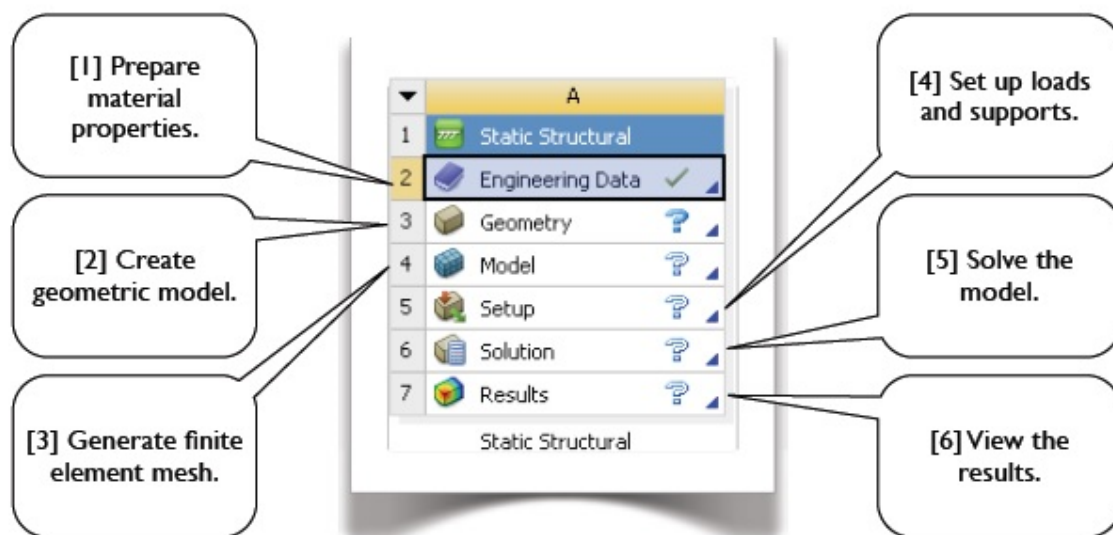 [1] Prepare
material
properties.
[2] Create
geometric model.
[3] Generate finite
element mesh.
A
1 Static Structural
2 Engineering Data
3 Geometry
4 Model
5 Setup
6 Solution
7 Results
Static Structural
[4] Set up loads
and supports.
[5] Solve the
model.
[6] View the
results.